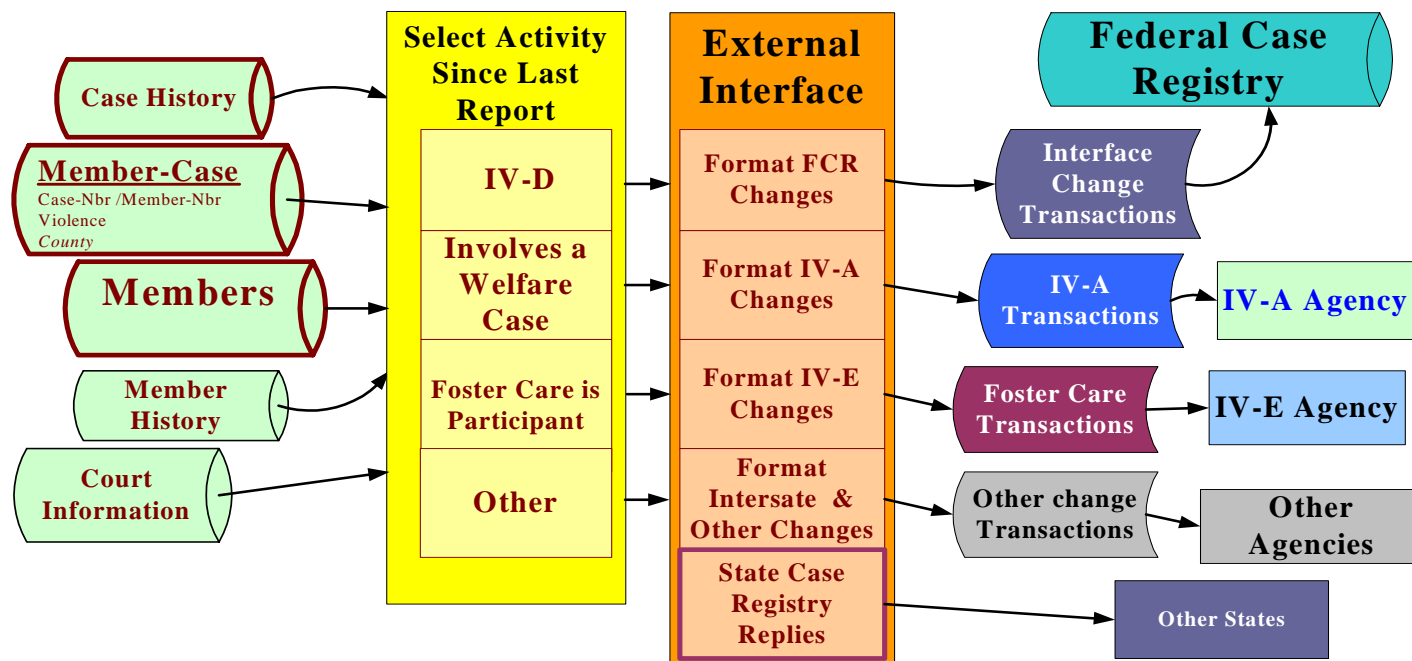 Case History
Member-Case
Case-Nbr /Member-Nbr
Violence
County
Members
Member
History
Court
Information
Select Activity
Since Last
Report
IV-D
Involves a
Welfare
Case
Foster Care is
Participant
Other
External
Interface
Format FCR
Changes
Format IV-A
Changes
Format IV-E
Changes
Format
Intersate &
Other Changes
State Case
Registry
Replies
Federal Case
Registry
Interface
Change
Transactions
IV-A
Transactions
IV-A Agency
Foster Care
Transactions
IV-E Agency
Other change
Transactions
Other
Agencies
Other States